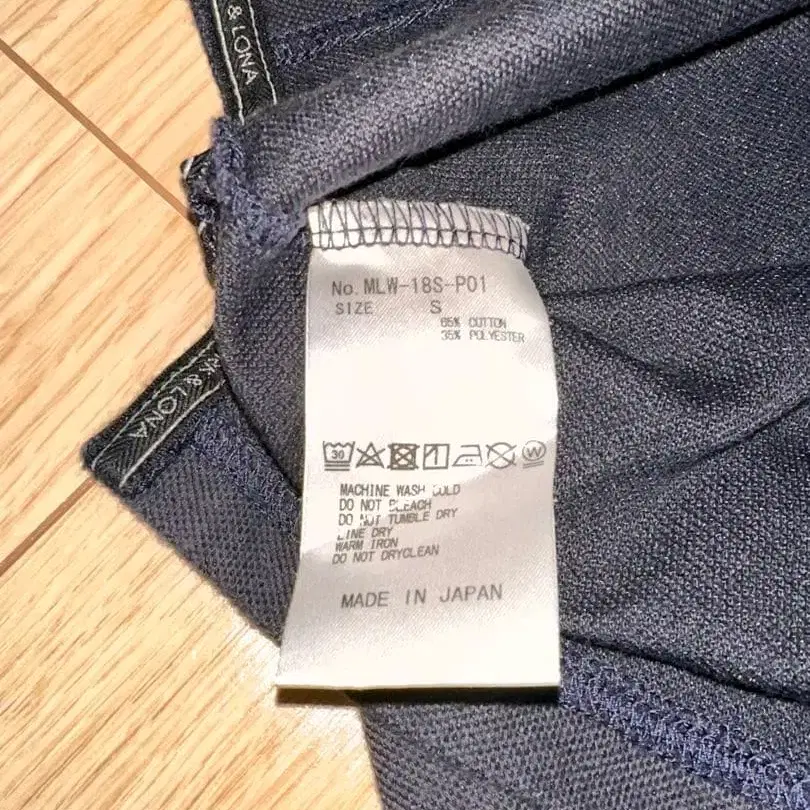 & LONA
No. MLW-18S-P01
SIZE S
65% COTTON
35% POLYESTER
& LONA
30
W
MACHINE WASH COLD
DO NOT BLEACH
DO NOT TUMBLE DRY
LINE DRY
WARM IRON
DO NOT DRYCLEAN
MADE IN JAPAN